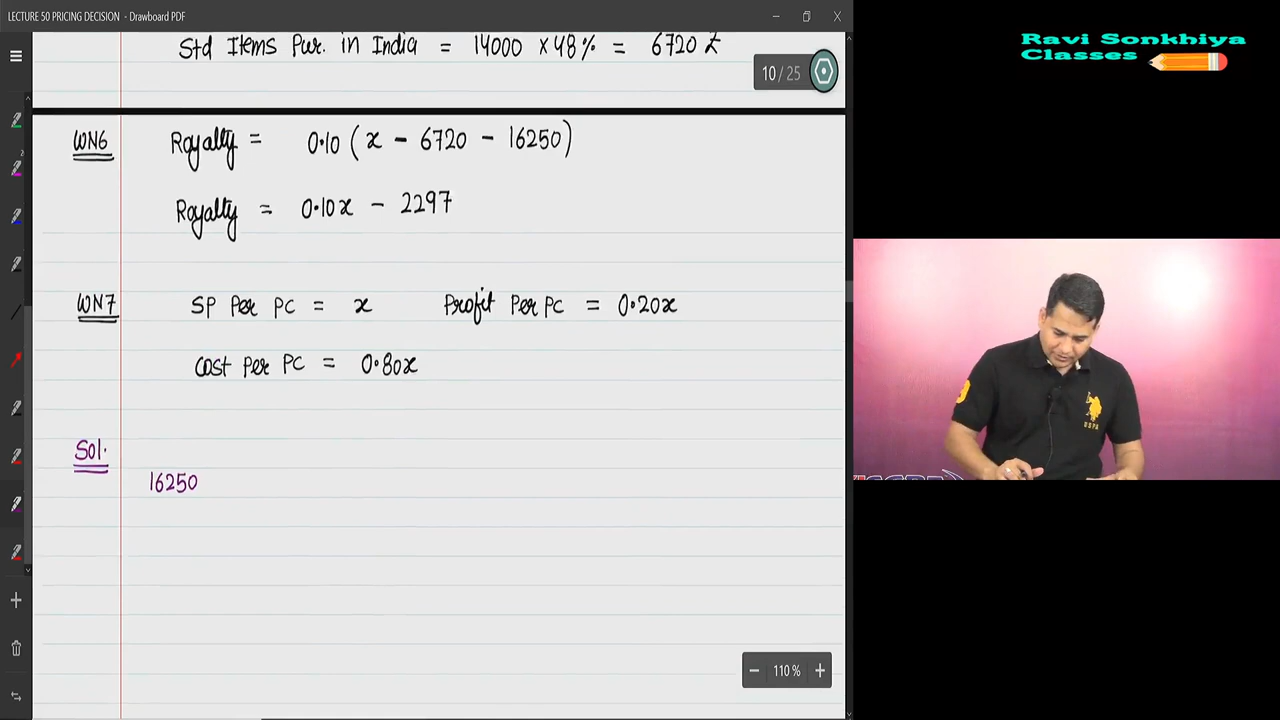 LECTURE 50 PRICING DECISION - Drawboard PDF
Ravi Sonkhiya
Classes
Std Items Pur. in India = 14000 × 48% = 6720 ₹
10 / 25
WN6 Royalty = 0.10 (x - 6720 - 16250)
Royalty = 0.10x - 2297
WN7 SP Per PC = x Profit Per PC = 0.20x
Cost Per PC = 0.80x
Sol.
16250
USPA
110%